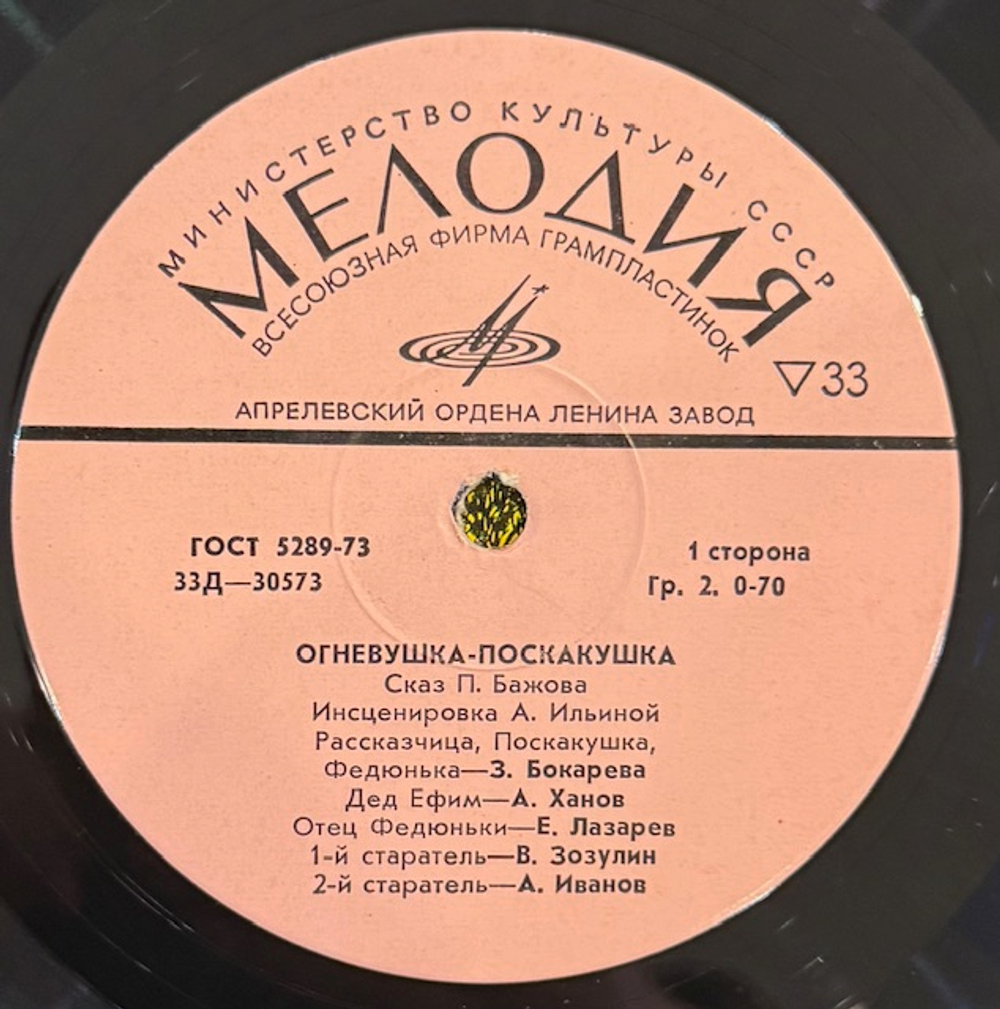 МИНИСТЕРСТВО КУЛЬТУРЫ СССР
МЕЛОДИЯ
ВСЕСОЮЗНАЯ ФИРМА ГРАМПЛАСТИНОК
33
АПРЕЛЕВСКИЙ ОРДЕНА ЛЕНИНА ЗАВОД
ГОСТ 5289-73
33Д—30573
1 сторона
Гр. 2. 0-70
ОГНЕВУШКА-ПОСКАКУШКА
Сказ П. Бажова
Инсценировка А. Ильиной
Рассказчица, Поскакушка,
Федюнька—З. Бокарева
Дед Ефим—А. Ханов
Отец Федюньки—Е. Лазарев
1-й старатель—В. Зозулин
2-й старатель—А. Иванов